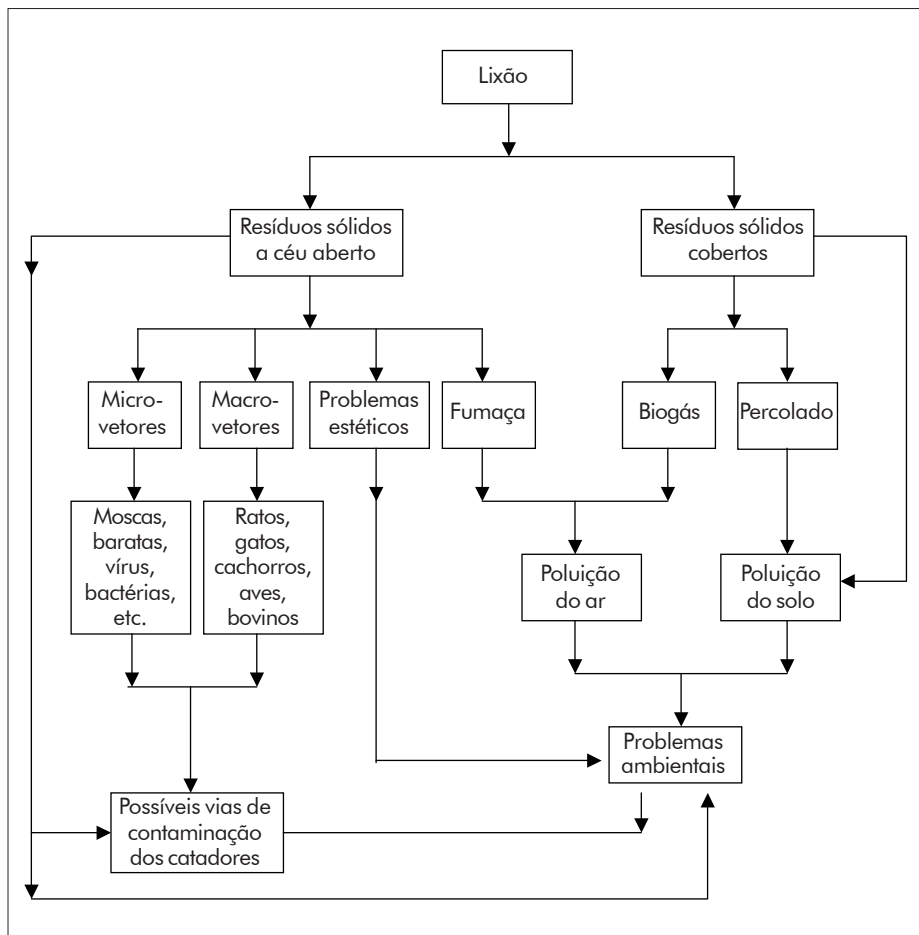 Lixão
Resíduos sólidos
a céu aberto
Resíduos sólidos
cobertos
Micro-
vetores
Macro-
vetores
Problemas
estéticos
Fumaça
Biogás
Percolado
Moscas,
baratas,
vírus,
bactérias,
etc.
Ratos,
gatos,
cachorros,
aves,
bovinos
Poluição
do ar
Poluição
do solo
Problemas
ambientais
Possíveis vias de
contaminação
dos catadores